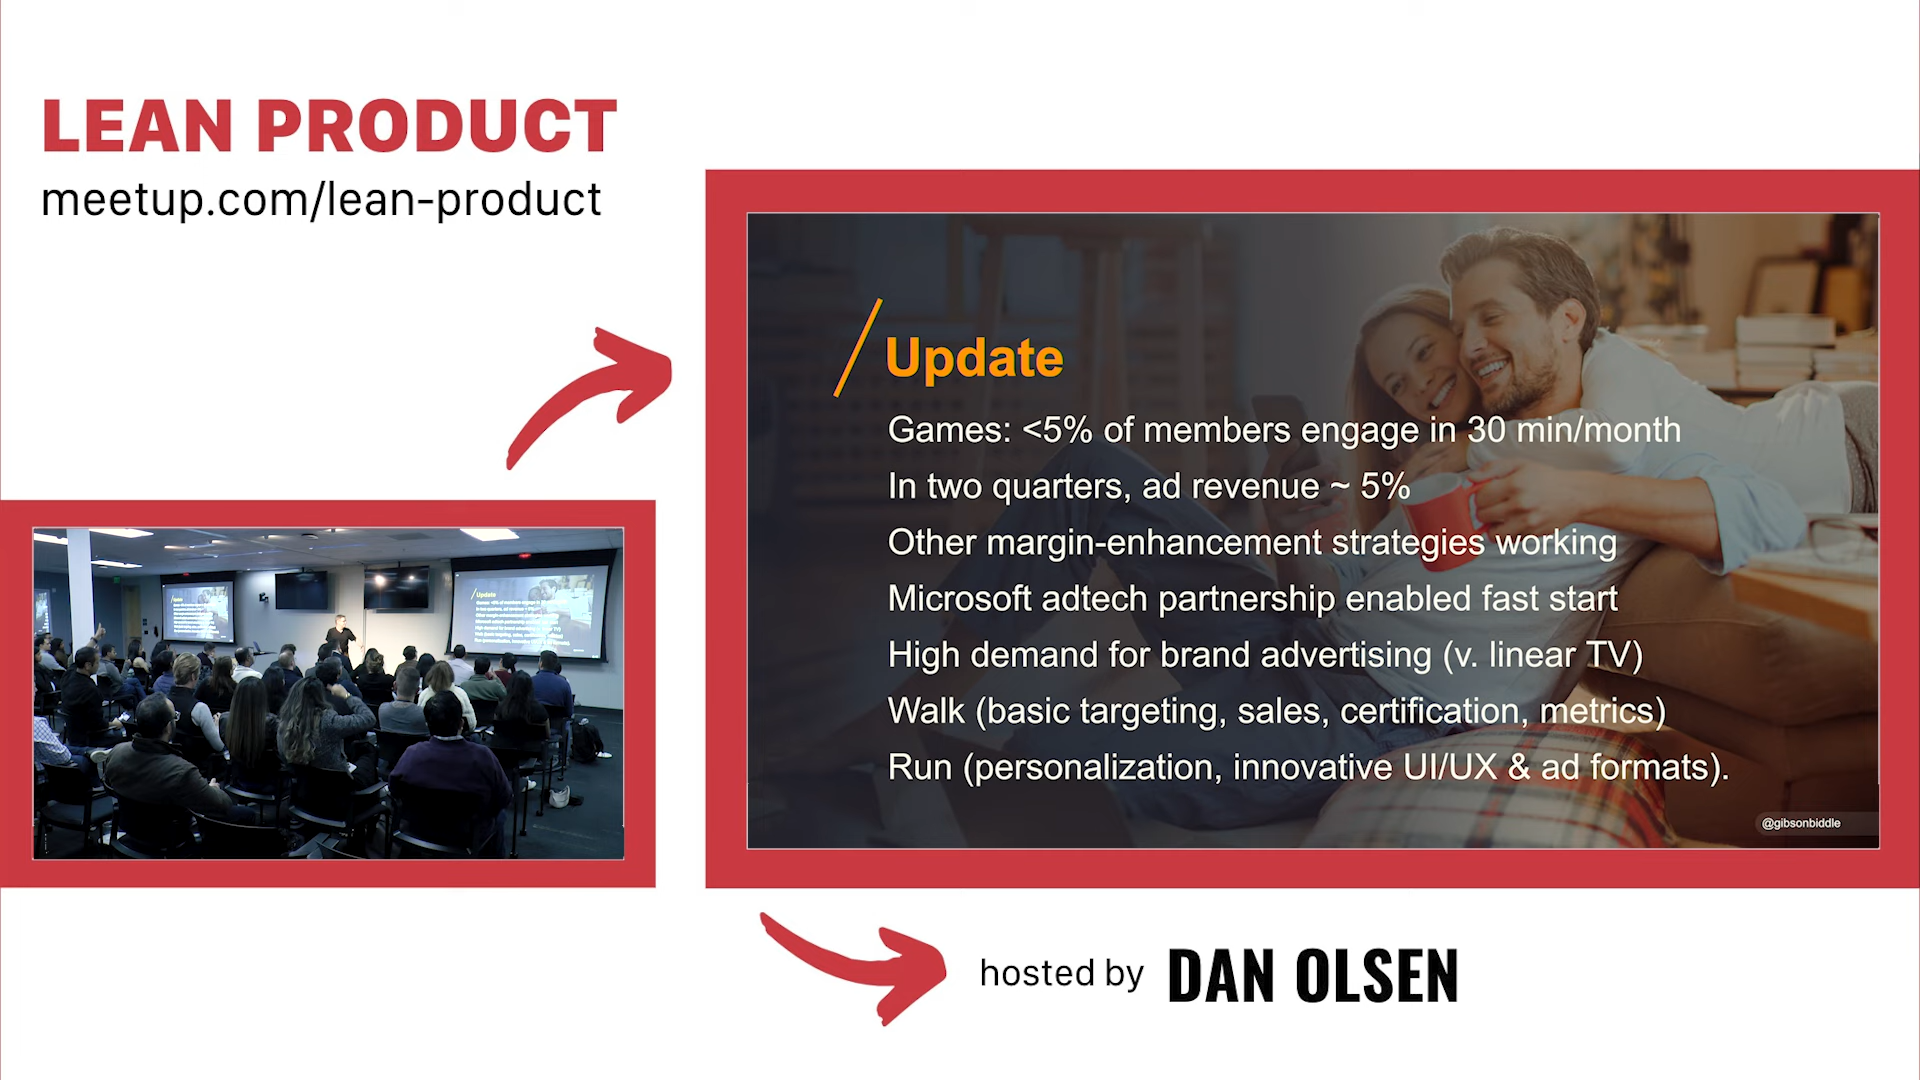 LEAN PRODUCT
meetup.com/lean-product
Update
Games: <5% of members engage in 30 min/month
In two quarters, ad revenue ~ 5%
Other margin-enhancement strategies working
Microsoft adtech partnership enabled fast start
High demand for brand advertising (v. linear TV)
Walk (basic targeting, sales, certification, metrics)
Run (personalization, innovative UI/UX & ad formats).
@gibsonbiddle
Update
hosted by DAN OLSEN